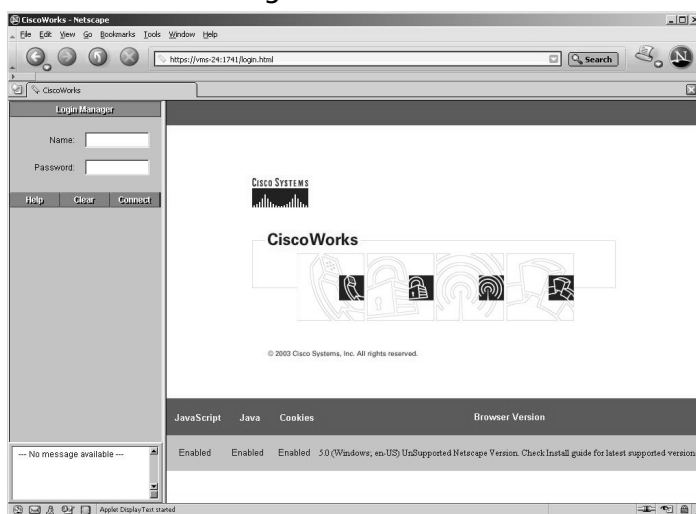 CiscoWorks - Netscape
File Edit View Go Bookmarks Tools Window Help
https://vms-24:1741/login.html
Search
N
CiscoWorks
Login Manager
Name:
Password:
Help Clear Connect
CISCO SYSTEMS
CiscoWorks
© 2003 Cisco Systems, Inc. All rights reserved.
JavaScript Java Cookies Browser Version
Enabled Enabled Enabled 5.0 (Windows; en-US) UnSupported Netscape Version. Check Install guide for latest supported version
--- No message available ---
Applet DisplayText started